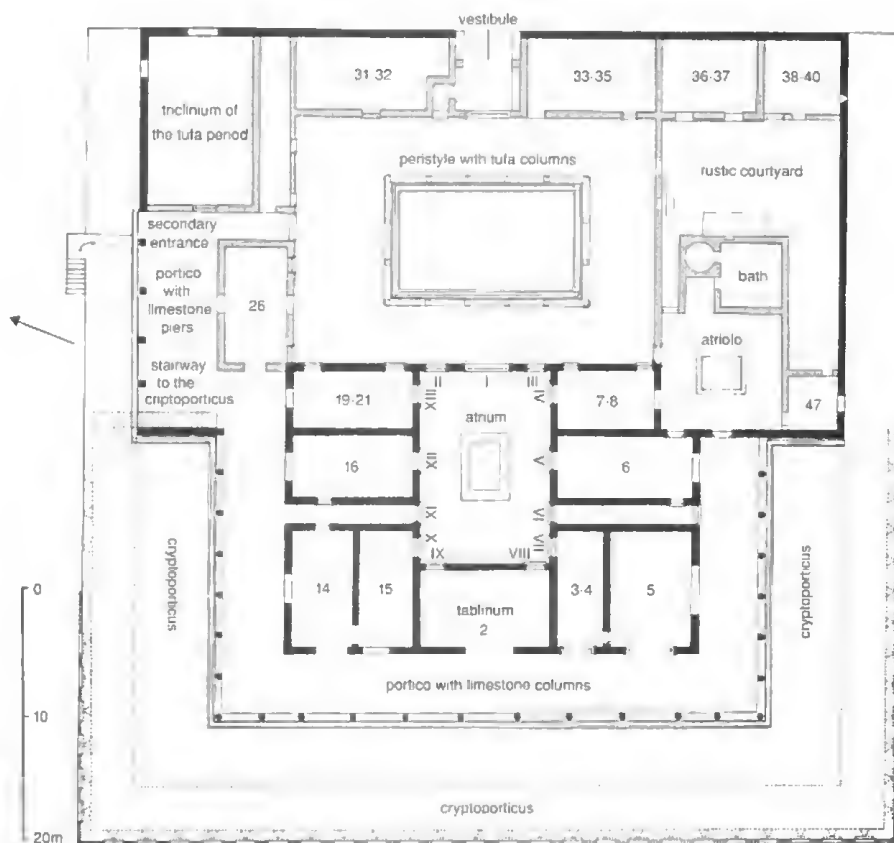 vestibule
31-32
33-35
36-37
38-40
triclinium of
the tufa period
peristyle with tufa columns
rustic courtyard
secondary
entrance
portico
with
limestone
piers
26
bath
atriolo
stairway
to the
criptoporticus
II
I
III
19-21
XIII
atrium
IV
7-8
47
16
XII
V
6
XI
VI
X
VII
IX
VIII
14
15
tablinum
2
3-4
5
cryptoporticus
cryptoporticus
portico with limestone columns
cryptoporticus
0
10
20m